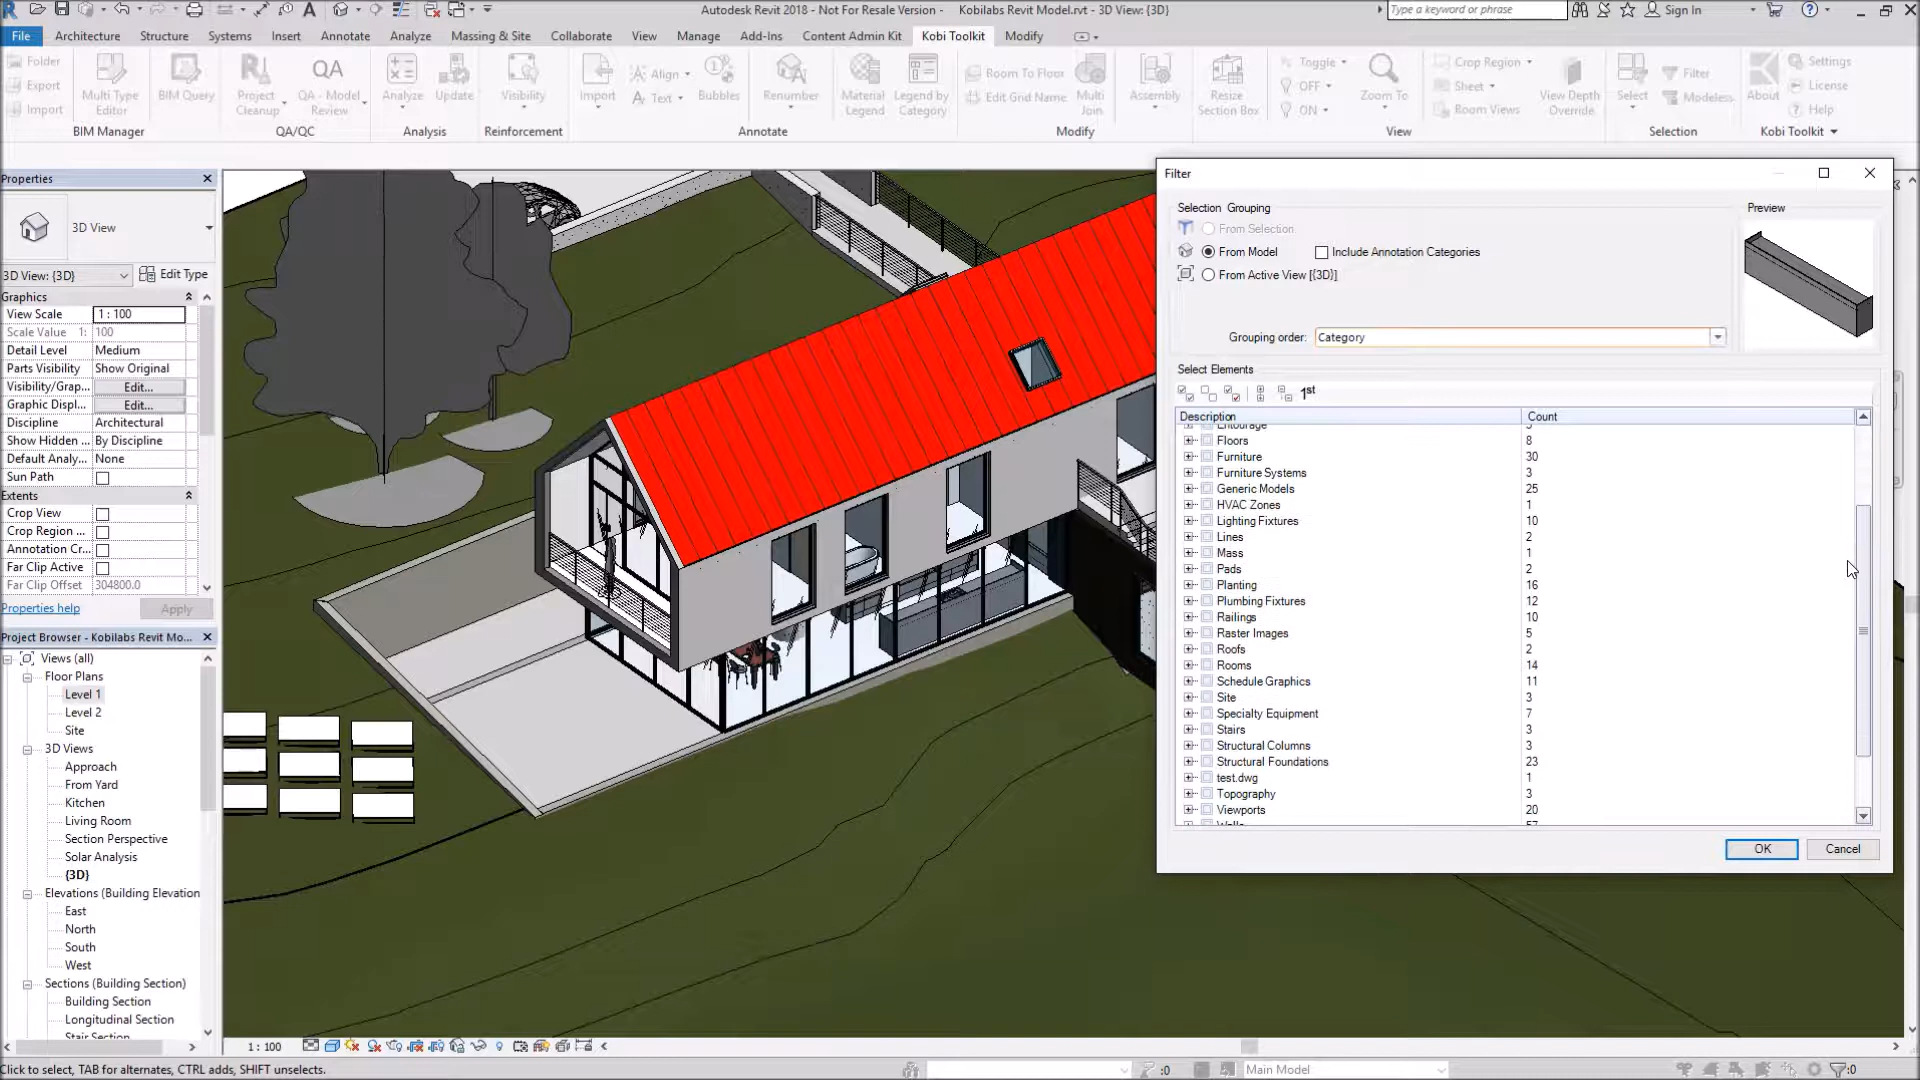 Autodesk Revit 2018 - Not For Resale Version - Kobilabs Revit Model.rvt - 3D View: {3D}
Type a keyword or phrase
Sign In
File Architecture Structure Systems Insert Annotate Analyze Massing & Site Collaborate View Manage Add-Ins Content Admin Kit Kobi Toolkit Modify
Folder
Export
Import
Multi Type Editor
BIM Query
Project Cleanup
QA - Model Review
Analyze
Update
Visibility
Import
Align
Text
Bubbles
Renumber
Material Legend
Legend by Category
Room To Floor
Edit Grid Name
Multi Join
Assembly
Resize Section Box
Toggle
OFF
ON
Zoom To
Crop Region
Sheet
Room Views
View Depth Override
Select
Filter
Modeless
About
Settings
License
Help
BIM Manager QA/QC Analysis Reinforcement Annotate Modify View Selection Kobi Toolkit
Properties
3D View
3D View: {3D} Edit Type
Graphics
View Scale 1 : 100
Scale Value 1: 100
Detail Level Medium
Parts Visibility Show Original
Visibility/Grap... Edit...
Graphic Displ... Edit...
Discipline Architectural
Show Hidden ... By Discipline
Default Analy... None
Sun Path
Extents
Crop View
Crop Region ...
Annotation Cr...
Far Clip Active
Far Clip Offset 304800.0
Properties help Apply
Project Browser - Kobilabs Revit Mo...
Views (all)
Floor Plans
Level 1
Level 2
Site
3D Views
Approach
From Yard
Kitchen
Living Room
Section Perspective
Solar Analysis
{3D}
Elevations (Building Elevation
East
North
South
West
Sections (Building Section)
Building Section
Longitudinal Section
Stair Section
Filter
Selection Grouping
From Selection
From Model Include Annotation Categories
From Active View [{3D}]
Grouping order: Category
Preview
Select Elements
1st
Description Count
Entourage 5
Floors 8
Furniture 30
Furniture Systems 3
Generic Models 25
HVAC Zones 1
Lighting Fixtures 10
Lines 2
Mass 1
Pads 2
Planting 16
Plumbing Fixtures 12
Railings 10
Raster Images 5
Roofs 2
Rooms 14
Schedule Graphics 11
Site 3
Specialty Equipment 7
Stairs 3
Structural Columns 3
Structural Foundations 23
test.dwg 1
Topography 3
Viewports 20
Walls 57
OK Cancel
1 : 100
Click to select, TAB for alternates, CTRL adds, SHIFT unselects.
:0
Main Model
:0